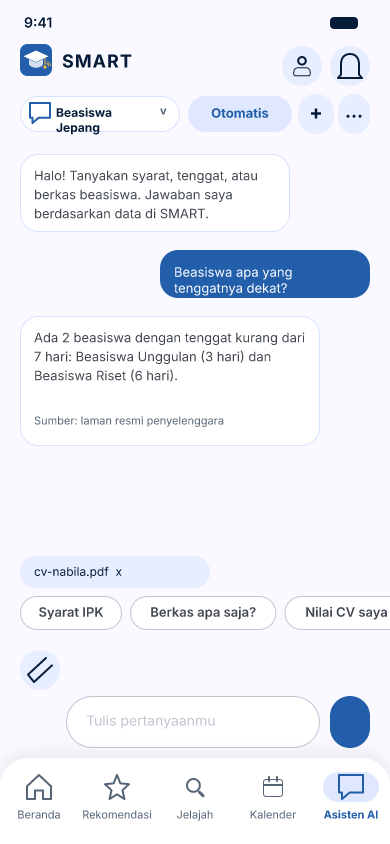 9:41
SMART
Beasiswa
Jepang
v
Otomatis
+
...
Halo! Tanyakan syarat, tenggat, atau
berkas beasiswa. Jawaban saya
berdasarkan data di SMART.
Beasiswa apa yang
tenggatnya dekat?
Ada 2 beasiswa dengan tenggat kurang dari
7 hari: Beasiswa Unggulan (3 hari) dan
Beasiswa Riset (6 hari).
Sumber: laman resmi penyelenggara
cv-nabila.pdf x
Syarat IPK
Berkas apa saja?
Nilai CV saya
Tulis pertanyaanmu
Beranda
Rekomendasi
Jelajah
Kalender
Asisten AI